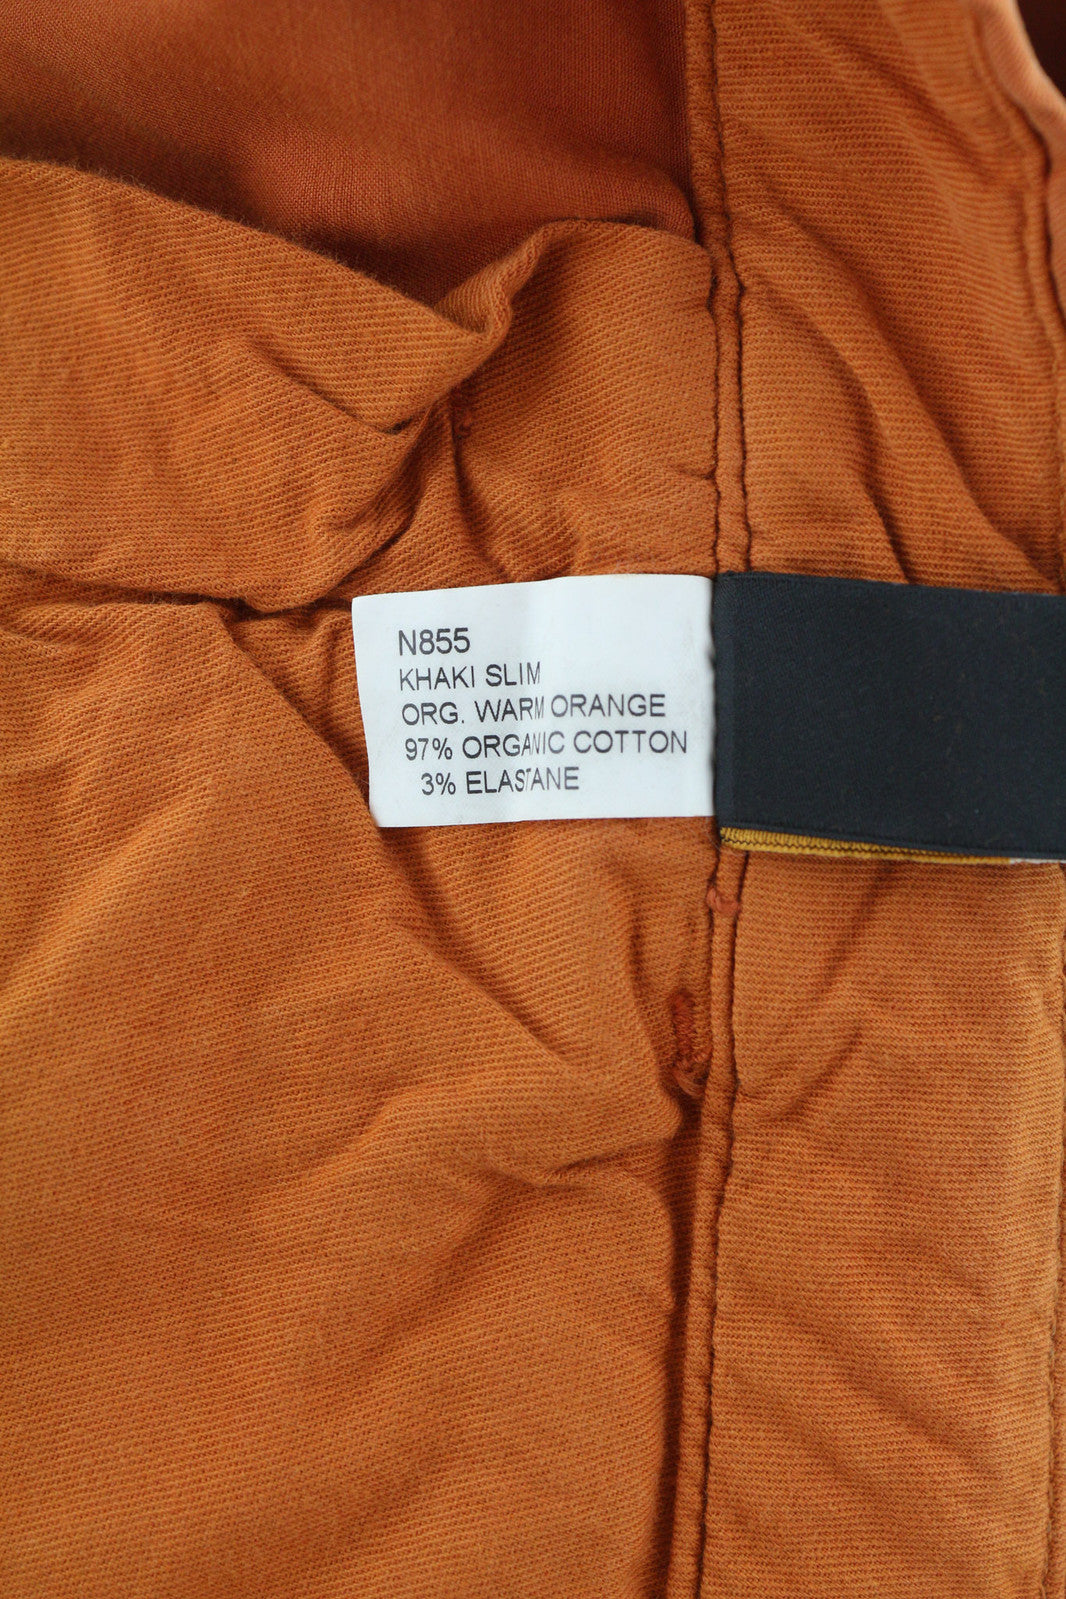 N855
KHAKI SLIM
ORG. WARM ORANGE
97% ORGANIC COTTON
3% ELASTANE